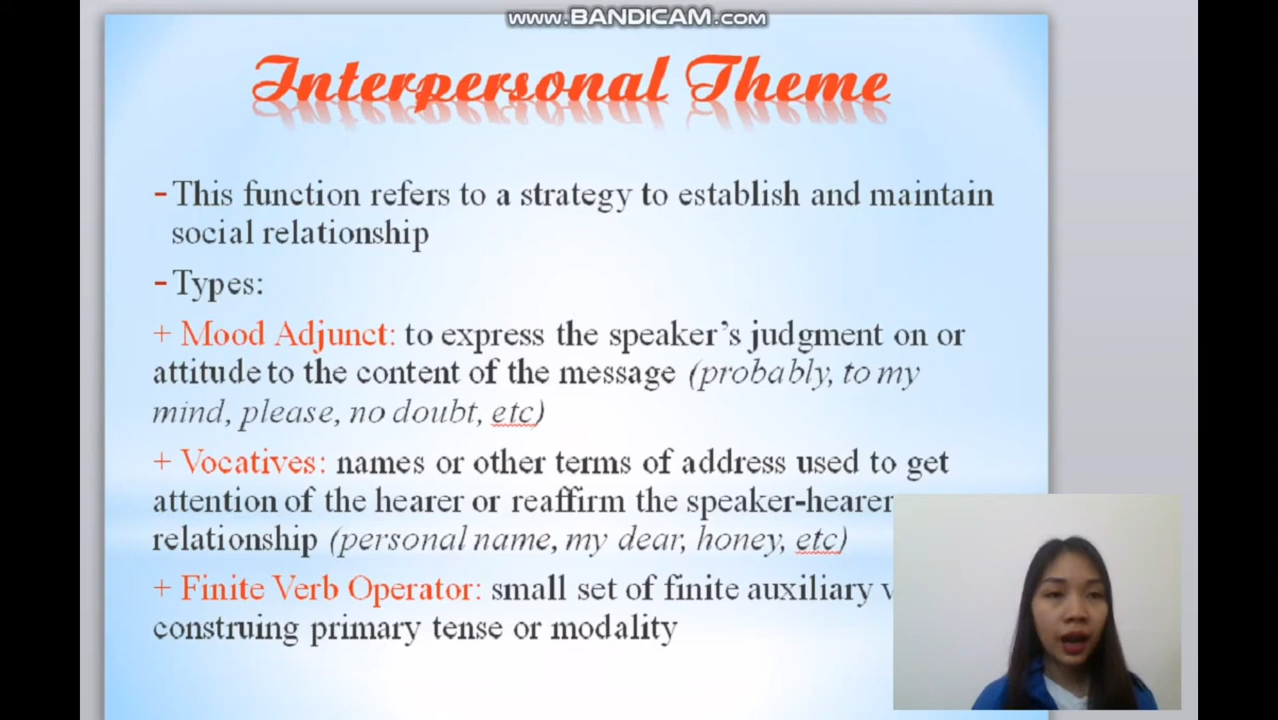 WWW.BANDICAM.COM
Interpersonal Theme
- This function refers to a strategy to establish and maintain
social relationship
- Types:
+ Mood Adjunct: to express the speaker’s judgment on or
attitude to the content of the message (probably, to my
mind, please, no doubt, etc)
+ Vocatives: names or other terms of address used to get
attention of the hearer or reaffirm the speaker-hearer
relationship (personal name, my dear, honey, etc)
+ Finite Verb Operator: small set of finite auxiliary
construing primary tense or modality